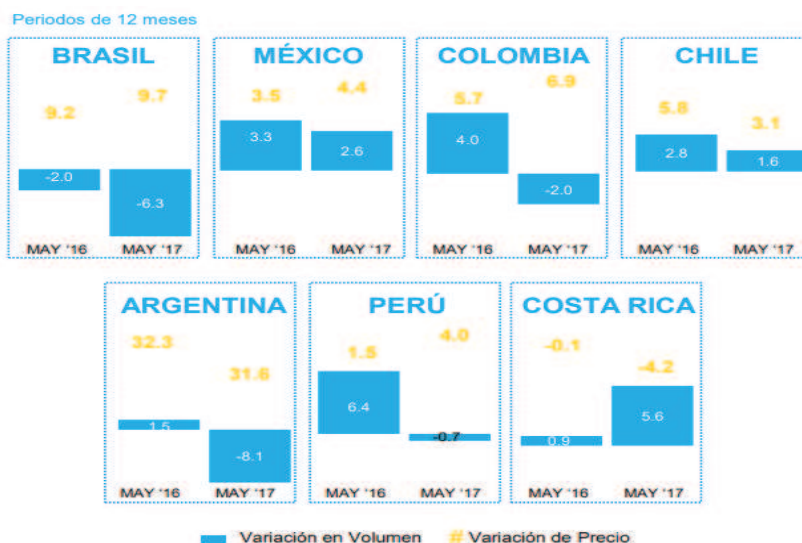 Periodos de 12 meses
BRASIL
9.2 9.7
-2.0
-6.3
MAY '16 MAY '17
MÉXICO
3.5 4.4
3.3
2.6
MAY '16 MAY '17
COLOMBIA
5.7 6.9
4.0
-2.0
MAY '16 MAY '17
CHILE
5.8 3.1
2.8
1.6
MAY '16 MAY '17
ARGENTINA
32.3
31.6
1.5
-8.1
MAY '16 MAY '17
PERÚ
1.5 4.0
6.4
-0.7
MAY '16 MAY '17
COSTA RICA
-0.1
-4.2
0.9
5.6
MAY '16 MAY '17
Variación en Volumen # Variación de Precio